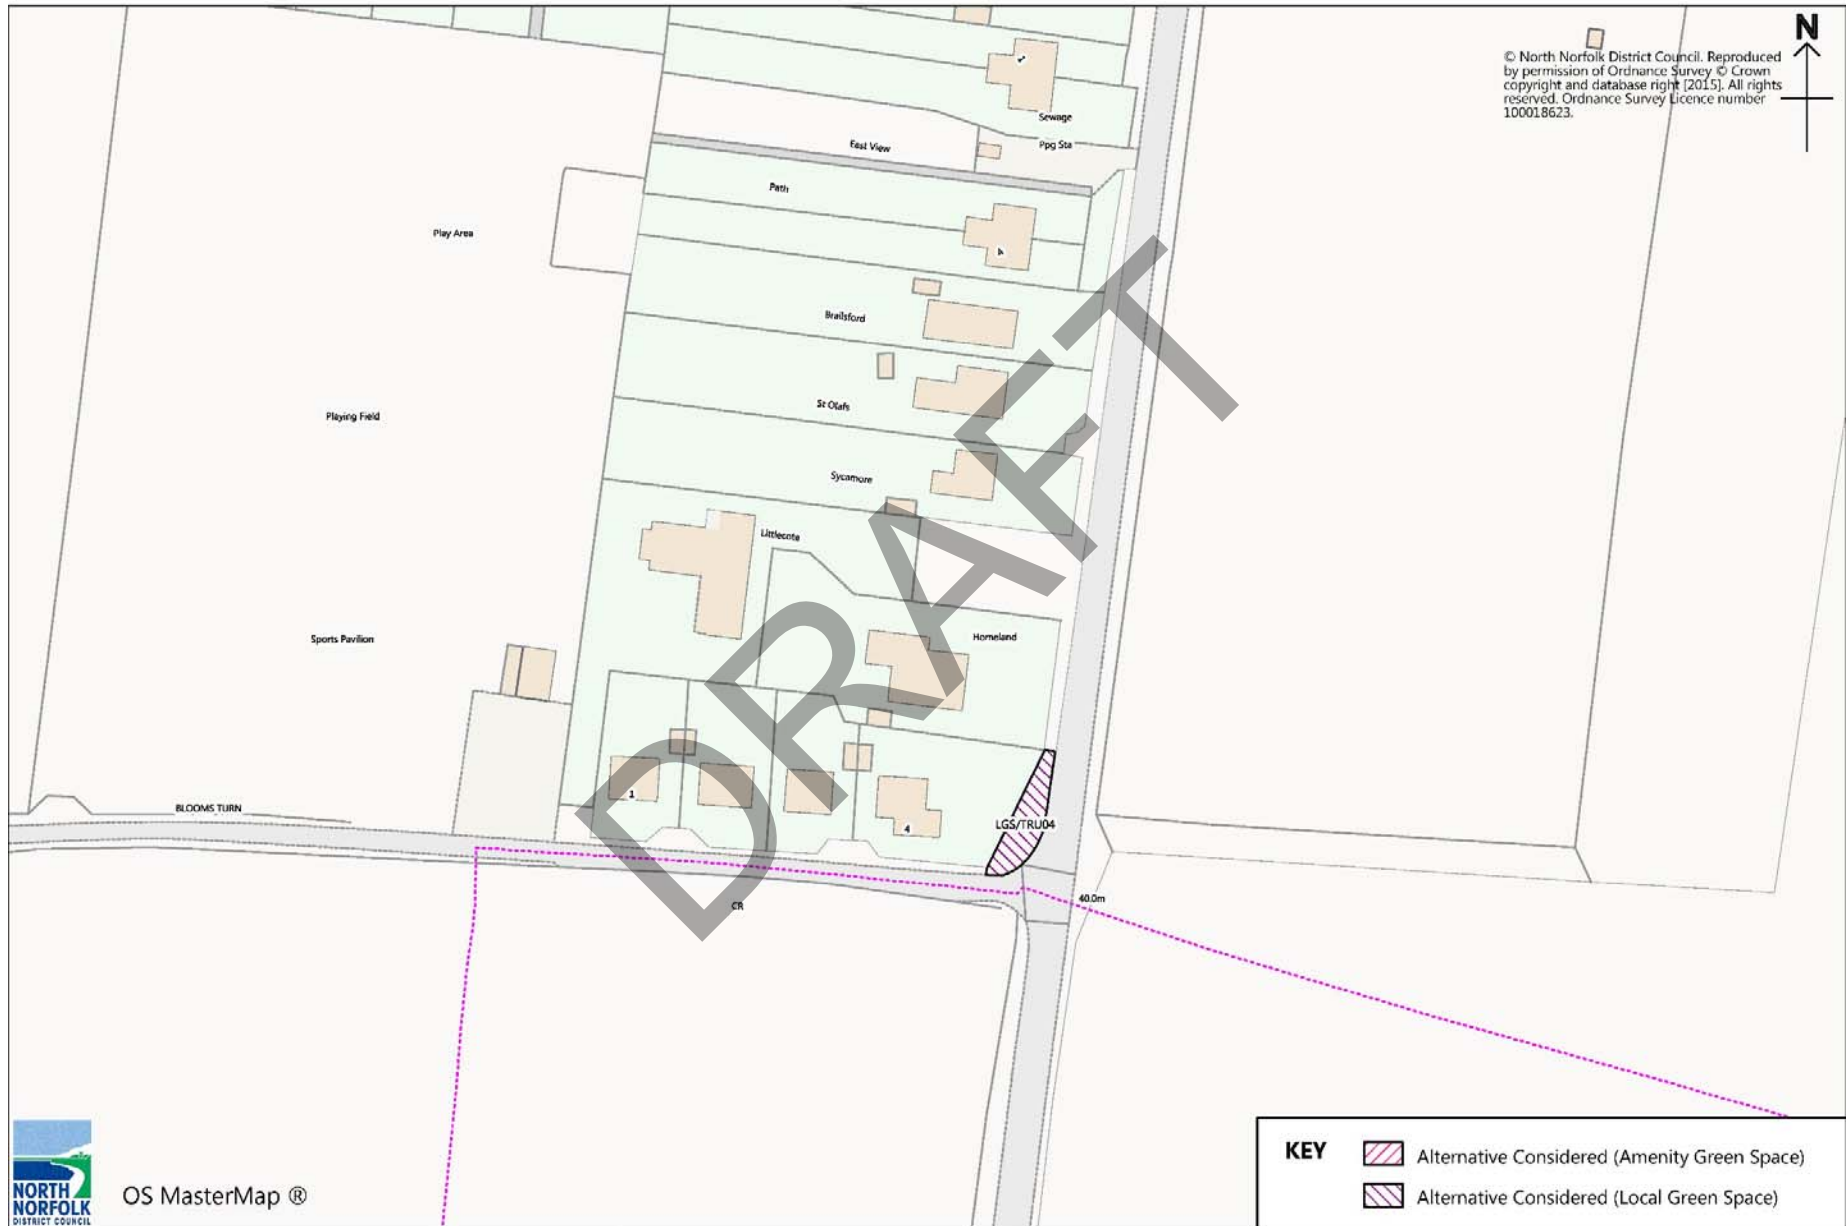 N
© North Norfolk District Council. Reproduced
by permission of Ordnance Survey © Crown
copyright and database right [2015]. All rights
reserved. Ordnance Survey Licence number
100018623.
1
Sewage
Ppg Sta
East View
Path
Play Area
4
Brailsford
St Olafs
Playing Field
Sycamore
Littlecote
Homeland
Sports Pavilion
DRAFT
1
BLOOMS TURN
4
LGS/TRU04
CR
40.0m
NORTH
NORFOLK
DISTRICT COUNCIL
OS MasterMap ®
KEY
Alternative Considered (Amenity Green Space)
Alternative Considered (Local Green Space)